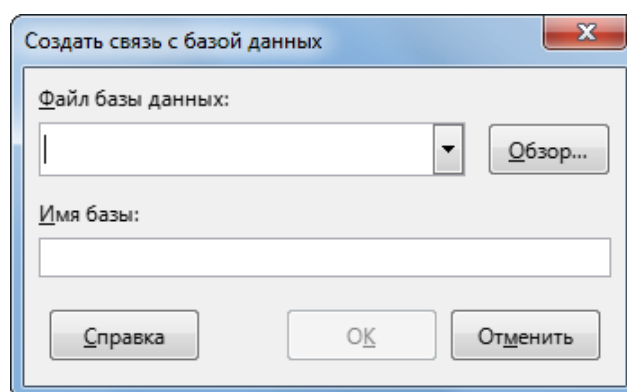 Создать связь с базой данных
Файл базы данных:
Обзор...
Имя базы:
Справка
ОК
Отменить